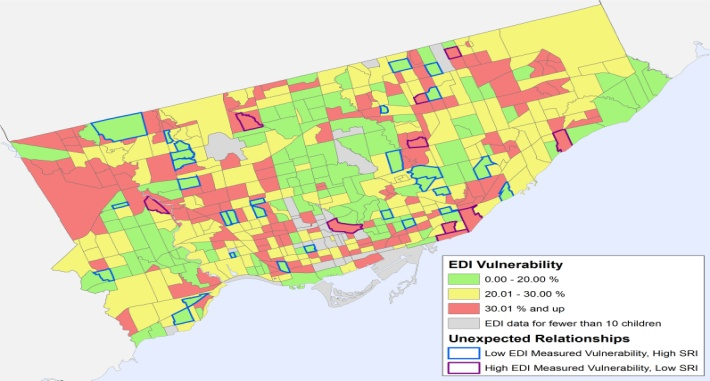 EDI Vulnerability
0.00 - 20.00 %
20.01 - 30.00 %
30.01 % and up
EDI data for fewer than 10 children
Unexpected Relationships
Low EDI Measured Vulnerability, High SRI
High EDI Measured Vulnerability, Low SRI